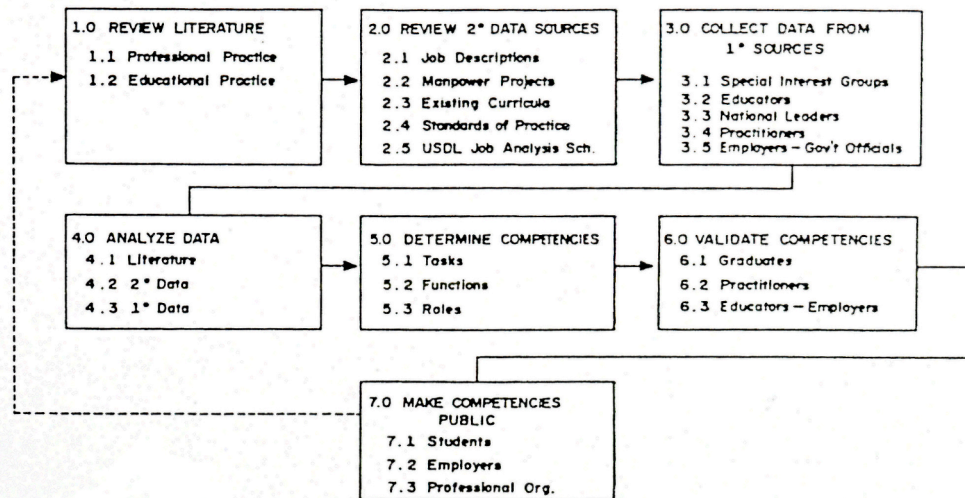 1.0 REVIEW LITERATURE
1.1 Professional Practice
1.2 Educational Practice
2.0 REVIEW 2° DATA SOURCES
2.1 Job Descriptions
2.2 Manpower Projects
2.3 Existing Curricula
2.4 Standards of Practice
2.5 USDL Job Analysis Sch.
3.0 COLLECT DATA FROM
1° SOURCES
3.1 Special Interest Groups
3.2 Educators
3.3 National Leaders
3.4 Practitioners
3.5 Employers-Gov't Officials
4.0 ANALYZE DATA
4.1 Literature
4.2 2° Data
4.3 1° Data
5.0 DETERMINE COMPETENCIES
5.1 Tasks
5.2 Functions
5.3 Roles
6.0 VALIDATE COMPETENCIES
6.1 Graduates
6.2 Practitioners
6.3 Educators-Employers
7.0 MAKE COMPETENCIES
PUBLIC
7.1 Students
7.2 Employers
7.3 Professional Org.